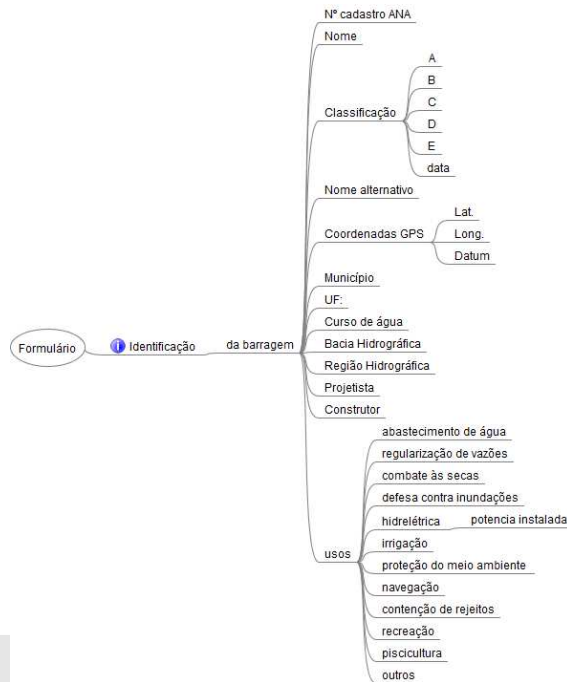 Nº cadastro ANA
Nome
Classificação
A
B
C
D
E
data
Nome alternativo
Coordenadas GPS
Lat.
Long.
Datum
Município
UF:
Curso de água
Bacia Hidrográfica
Região Hidrográfica
Projetista
Construtor
Formulário
i Identificação
da barragem
usos
abastecimento de água
regularização de vazões
combate às secas
defesa contra inundações
hidrelétrica
potencia instalada
irrigação
proteção do meio ambiente
navegação
contenção de rejeitos
recreação
piscicultura
outros